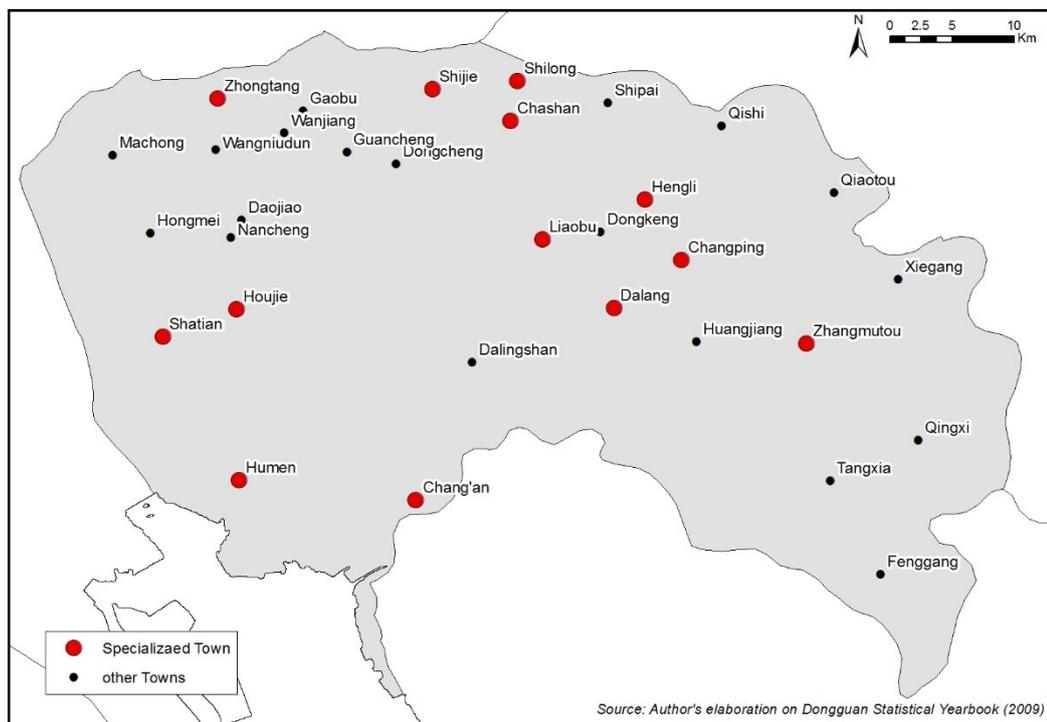 N
0 2.5 5 10
Km
Shilong
Shijie
Zhongtang
Gaobu
Shipai
Chashan
Wanjiang
Qishi
Machong
Wangniudun
Guancheng
Dongcheng
Hengli
Qiaotou
Daojiao
Hongmei
Nancheng
Liaobu
Dongkeng
Changping
Xiegang
Houjie
Dalang
Shatian
Huangjiang
Zhangmutou
Dalingshan
Qingxi
Humen
Tangxia
Chang'an
Fenggang
Specializaed Town
other Towns
Source: Author's elaboration on Dongguan Statistical Yearbook (2009)